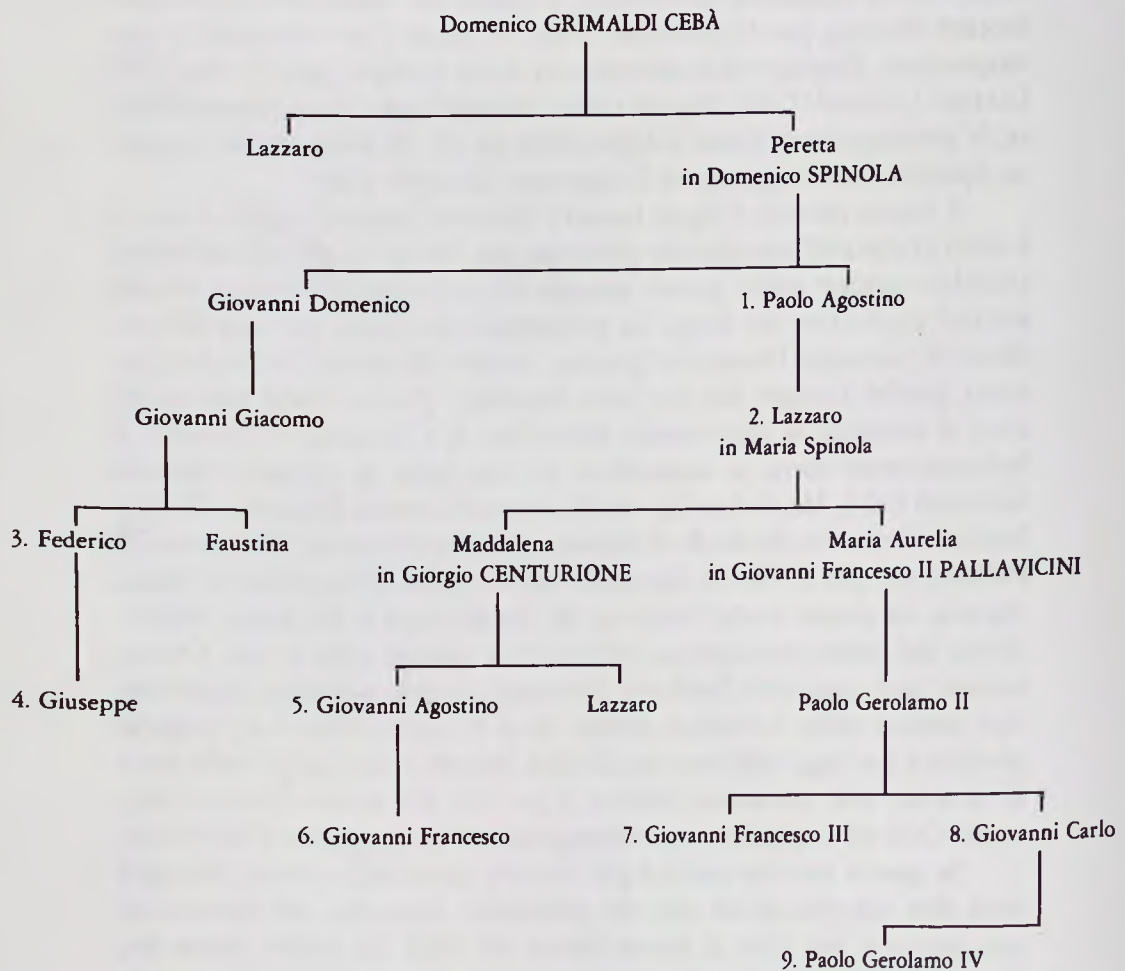 Domenico GRIMALDI CEBÀ
Lazzaro
Peretta
in Domenico SPINOLA
Giovanni Domenico
1. Paolo Agostino
Giovanni Giacomo
2. Lazzaro
in Maria Spinola
3. Federico
Faustina
Maddalena
in Giorgio CENTURIONE
Maria Aurelia
in Giovanni Francesco II PALLAVICINI
4. Giuseppe
5. Giovanni Agostino
Lazzaro
Paolo Gerolamo II
6. Giovanni Francesco
7. Giovanni Francesco III
8. Giovanni Carlo
9. Paolo Gerolamo IV